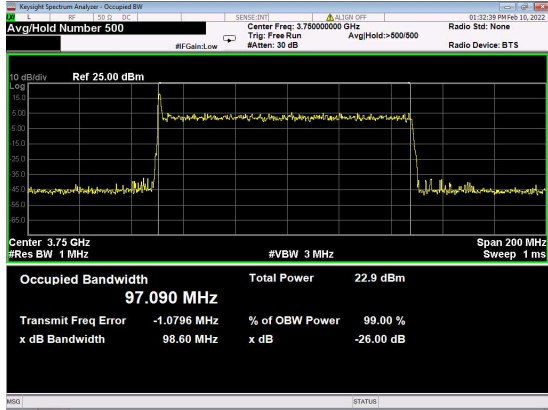 Keysight Spectrum Analyzer - Occupied BW
L RF 50 Ω DC SENSE:INT ALIGN OFF 01:32:39 PM Feb 10, 2022
Avg/Hold Number 500
Center Freq: 3.750000000 GHz
Radio Std: None
Trig: Free Run Avg|Hold:>500/500
#IFGain:Low #Atten: 30 dB Radio Device: BTS
10 dB/div Ref 25.00 dBm
Log
15.0
5.00
-5.00
-15.0
-25.0
-35.0
-45.0
-55.0
-65.0
Center 3.75 GHz Span 200 MHz
#Res BW 1 MHz #VBW 3 MHz Sweep 1 ms
Occupied Bandwidth Total Power 22.9 dBm
97.090 MHz
Transmit Freq Error -1.0796 MHz % of OBW Power 99.00 %
x dB Bandwidth 98.60 MHz x dB -26.00 dB
MSG STATUS